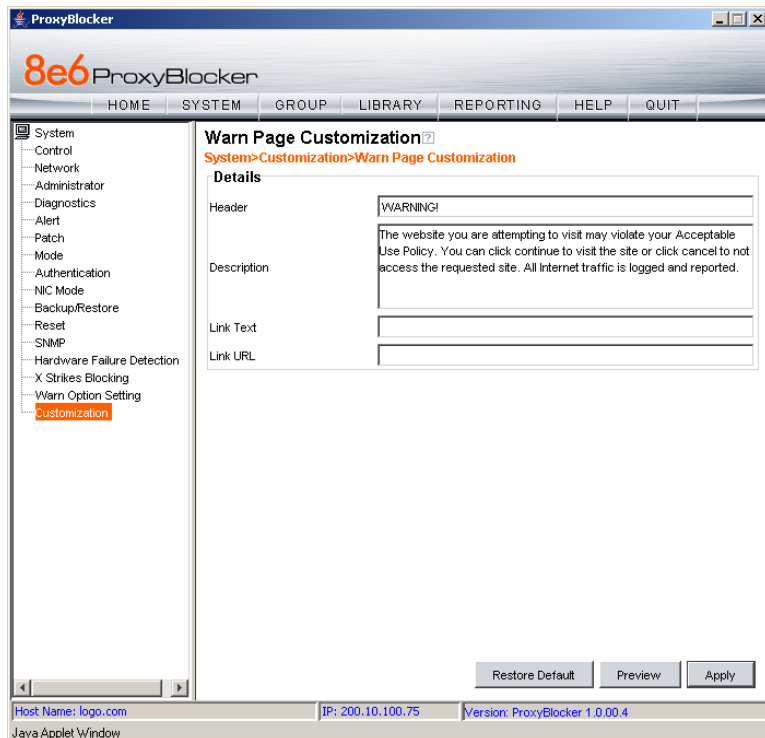 ProxyBlocker
8e6 ProxyBlocker
HOME SYSTEM GROUP LIBRARY REPORTING HELP QUIT
System
Control
Network
Administrator
Diagnostics
Alert
Patch
Mode
Authentication
NIC Mode
Backup/Restore
Reset
SNMP
Hardware Failure Detection
X Strikes Blocking
Warn Option Setting
Customization
Warn Page Customization?
System>Customization>Warn Page Customization
Details
Header
WARNING!
Description
The website you are attempting to visit may violate your Acceptable
Use Policy. You can click continue to visit the site or click cancel to not
access the requested site. All Internet traffic is logged and reported.
Link Text
Link URL
Restore Default Preview Apply
Host Name: logo.com IP: 200.10.100.75 Version: ProxyBlocker 1.0.00.4
Java Applet Window